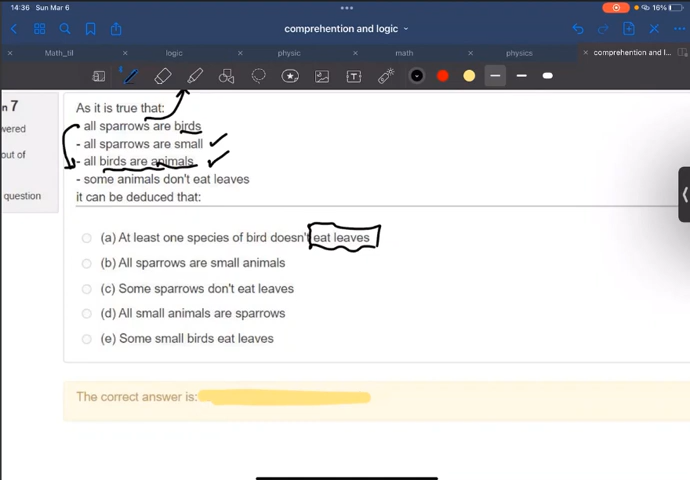 14:36 Sun Mar 6
16%
comprehention and logic
Math_til
logic
physic
math
physics
comprehention and l...
n 7
wered
out of
question
As it is true that:
all sparrows are birds
- all sparrows are small
- all birds are animals
- some animals don't eat leaves
it can be deduced that:
(a) At least one species of bird doesn't eat leaves
(b) All sparrows are small animals
(c) Some sparrows don't eat leaves
(d) All small animals are sparrows
(e) Some small birds eat leaves
The correct answer is: